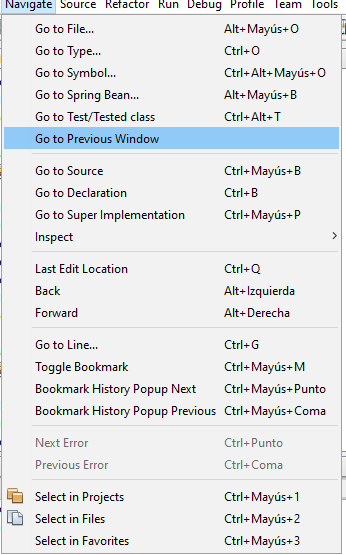 Navigate Source Refactor Run Debug Profile Team Tools
Go to File... Alt+Mayús+O
Go to Type... Ctrl+O
Go to Symbol... Ctrl+Alt+Mayús+O
Go to Spring Bean... Alt+Mayús+B
Go to Test/Tested class Ctrl+Alt+T
Go to Previous Window
Go to Source Ctrl+Mayús+B
Go to Declaration Ctrl+B
Go to Super Implementation Ctrl+Mayús+P
Inspect
Last Edit Location Ctrl+Q
Back Alt+Izquierda
Forward Alt+Derecha
Go to Line... Ctrl+G
Toggle Bookmark Ctrl+Mayús+M
Bookmark History Popup Next Ctrl+Mayús+Punto
Bookmark History Popup Previous Ctrl+Mayús+Coma
Next Error Ctrl+Punto
Previous Error Ctrl+Coma
Select in Projects Ctrl+Mayús+1
Select in Files Ctrl+Mayús+2
Select in Favorites Ctrl+Mayús+3